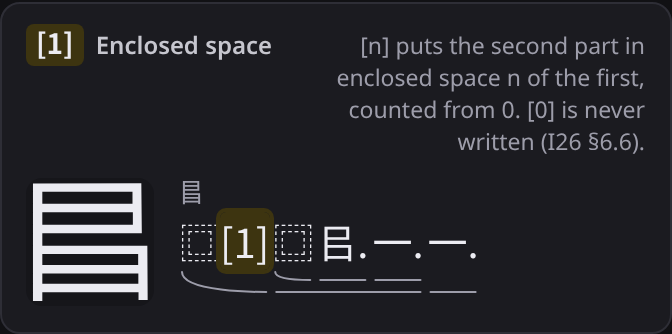 [1] Enclosed space
[n] puts the second part in
enclosed space n of the first,
counted from 0. [0] is never
written (I26 §6.6).
⿴[1]⿴㠯.一.一.